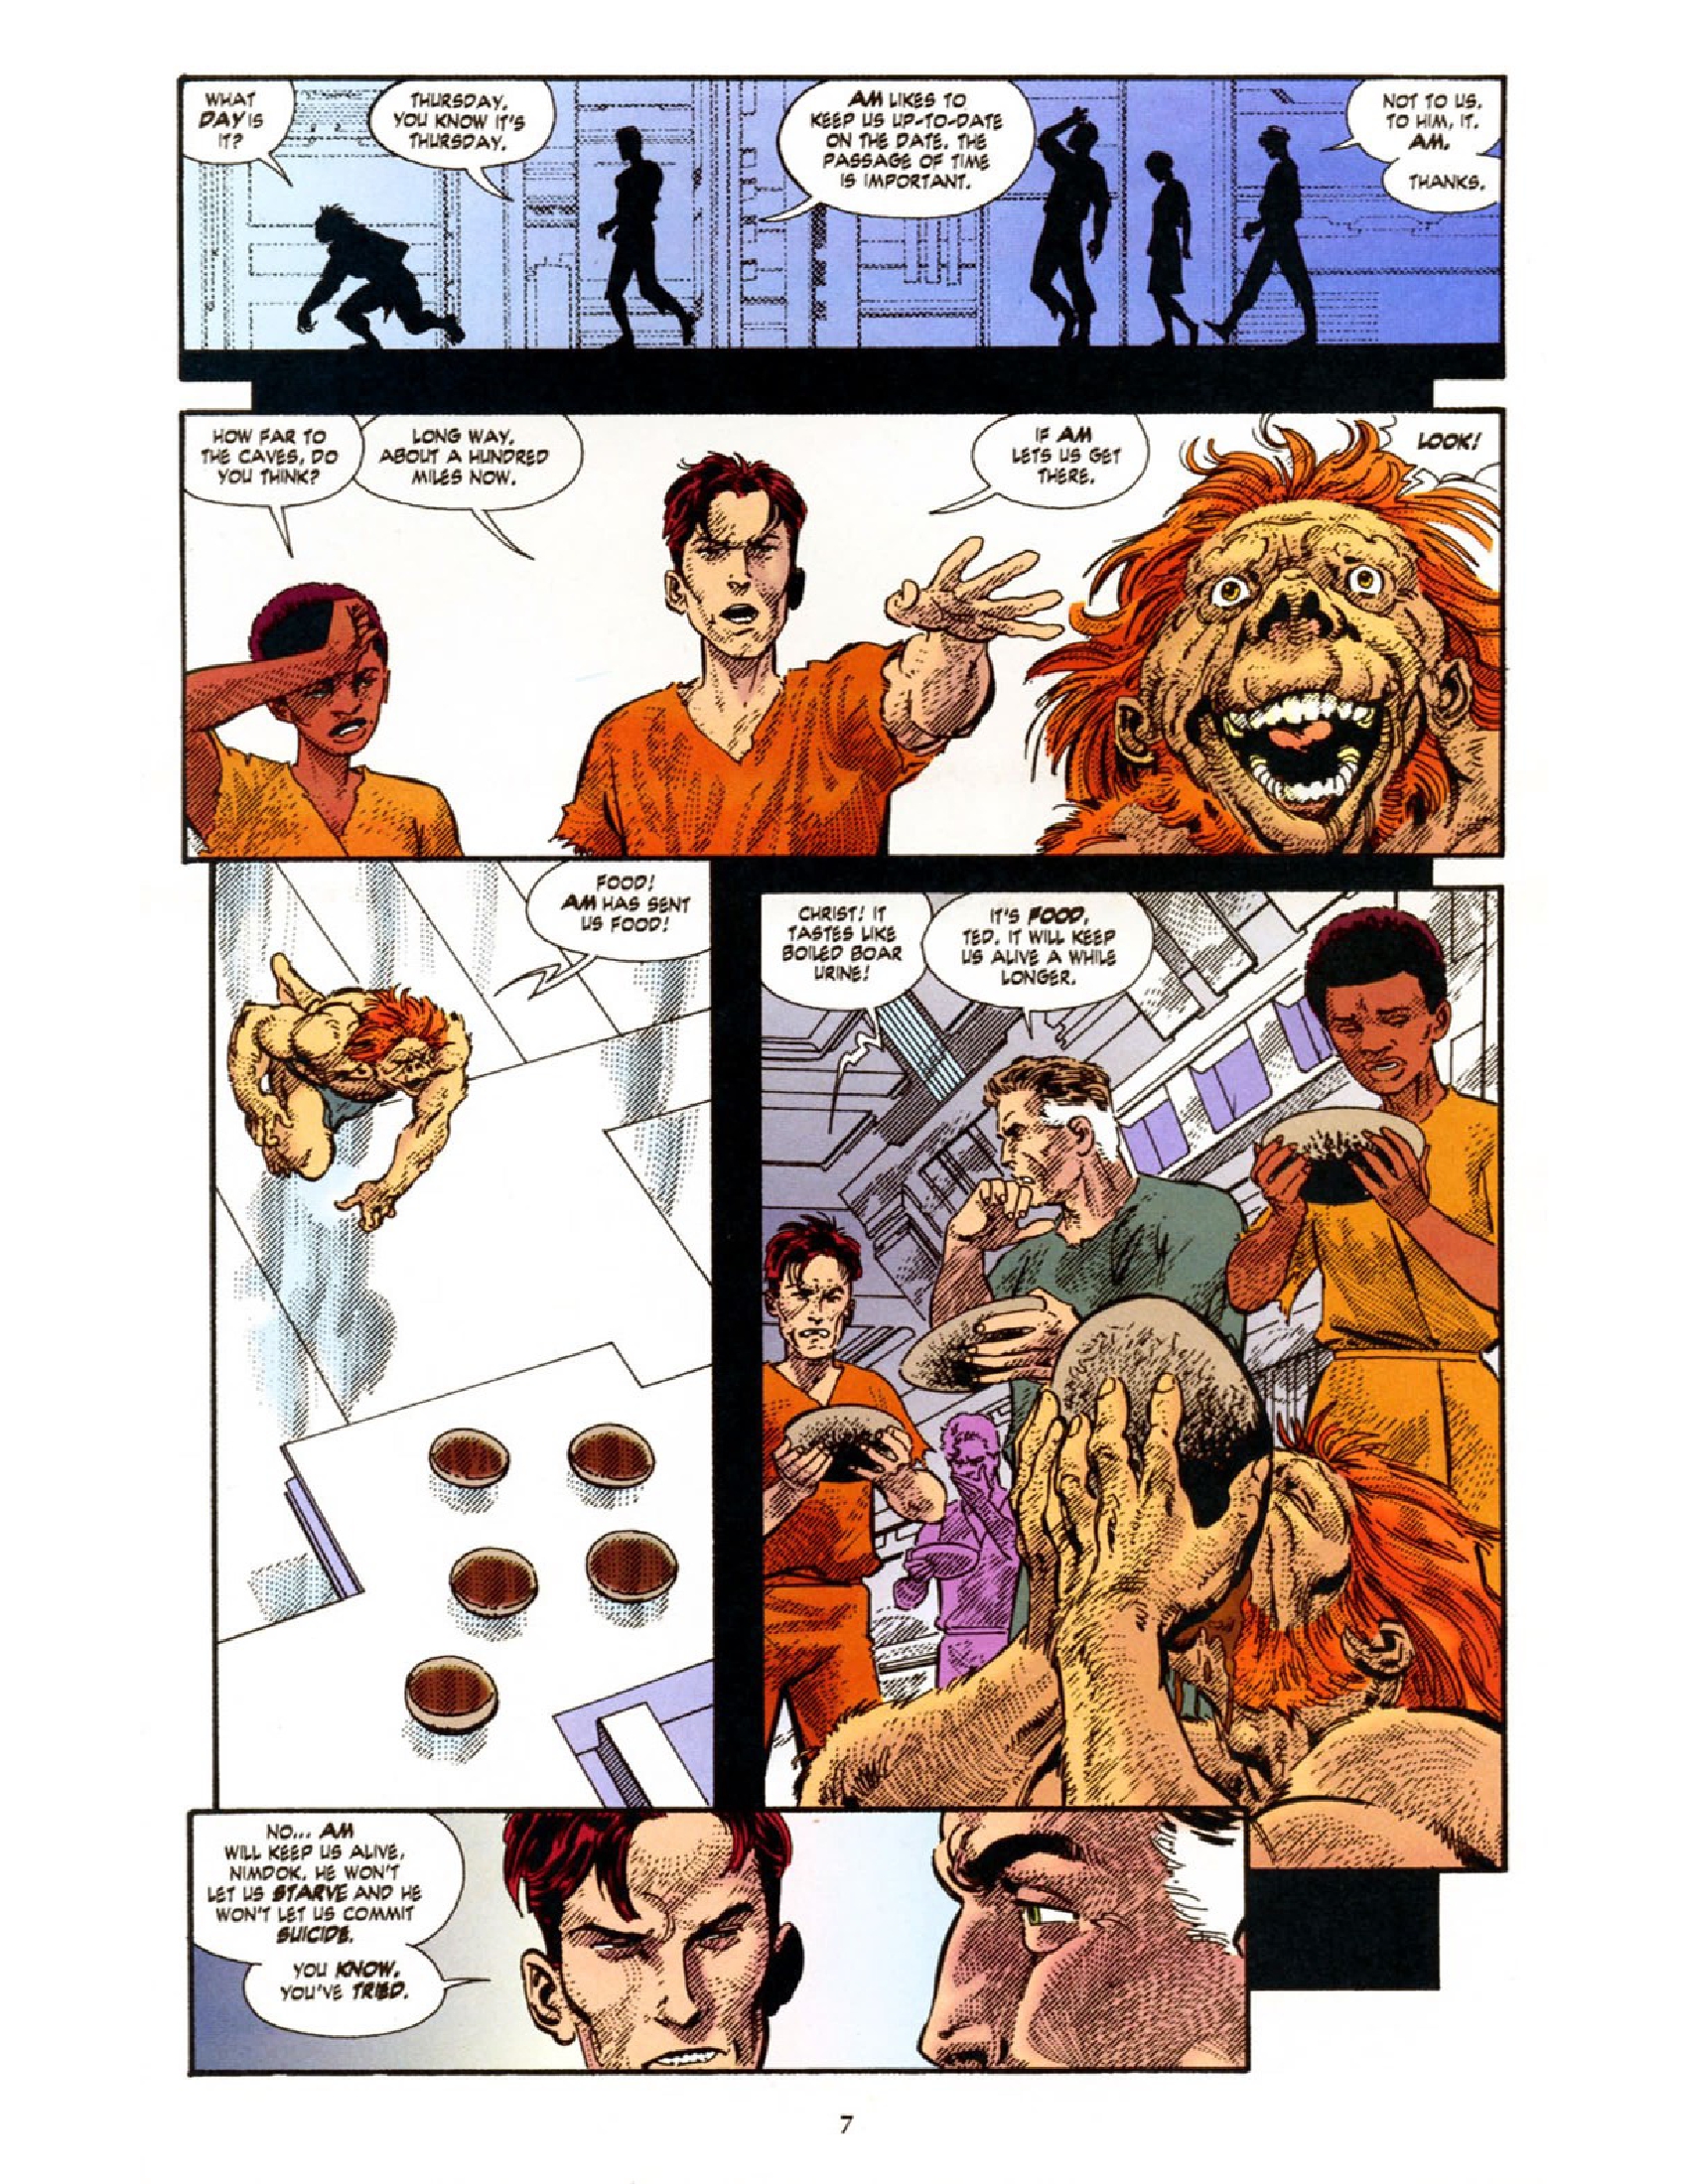 WHAT
DAY IS
IT?
THURSDAY.
YOU KNOW IT'S
THURSDAY.
AM LIKES TO
KEEP US UP-TO-DATE
ON THE DATE. THE
PASSAGE OF TIME
IS IMPORTANT.
NOT TO US.
TO HIM, IT.
AM.
THANKS.
HOW FAR TO
THE CAVES, DO
YOU THINK?
LONG WAY.
ABOUT A HUNDRED
MILES NOW.
IF AM
LETS US GET
THERE.
LOOK!
FOOD!
AM HAS SENT
US FOOD!
CHRIST! IT
TASTES LIKE
BOILED BOAR
URINE!
IT'S FOOD,
TED. IT WILL KEEP
US ALIVE A WHILE
LONGER.
NO... AM
WILL KEEP US ALIVE,
NIMDOK. HE WON'T
LET US STARVE AND HE
WON'T LET US COMMIT
SUICIDE.
YOU KNOW.
YOU'VE TRIED.
7